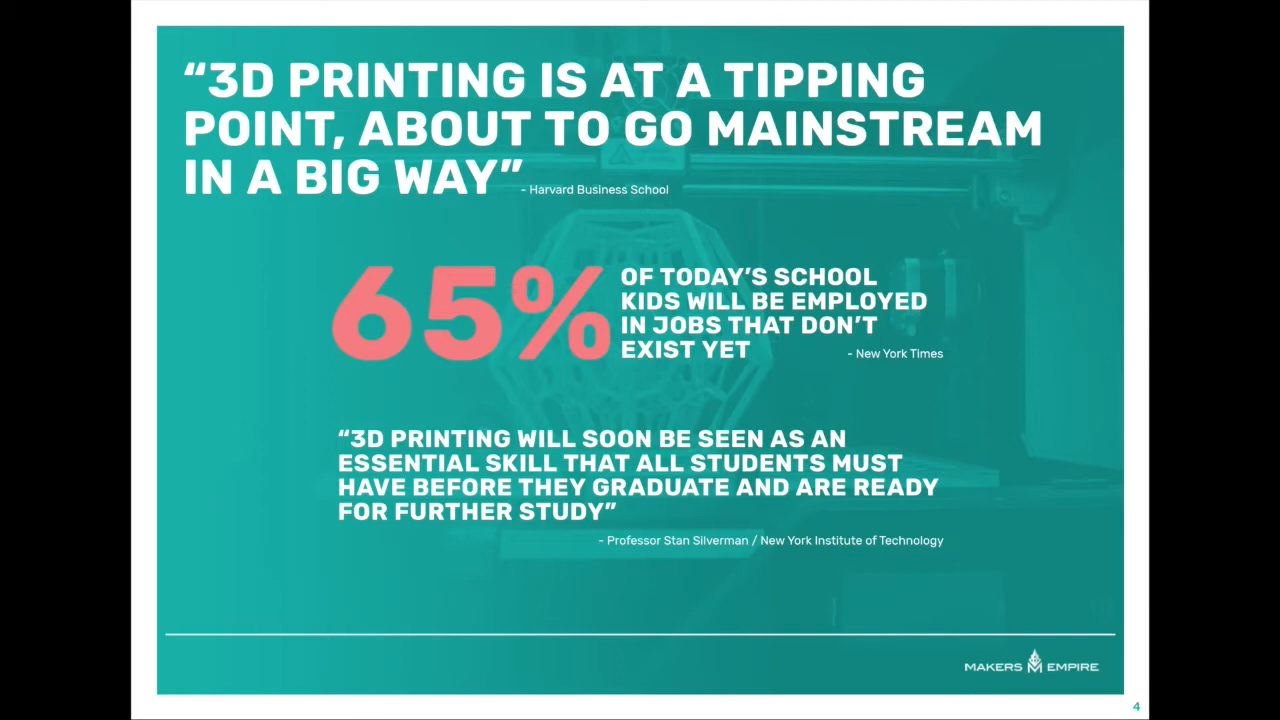 “3D PRINTING IS AT A TIPPING
POINT, ABOUT TO GO MAINSTREAM
IN A BIG WAY” - Harvard Business School
65%
OF TODAY’S SCHOOL
KIDS WILL BE EMPLOYED
IN JOBS THAT DON’T
EXIST YET - New York Times
“3D PRINTING WILL SOON BE SEEN AS AN
ESSENTIAL SKILL THAT ALL STUDENTS MUST
HAVE BEFORE THEY GRADUATE AND ARE READY
FOR FURTHER STUDY”
- Professor Stan Silverman / New York Institute of Technology
MAKERS EMPIRE
4